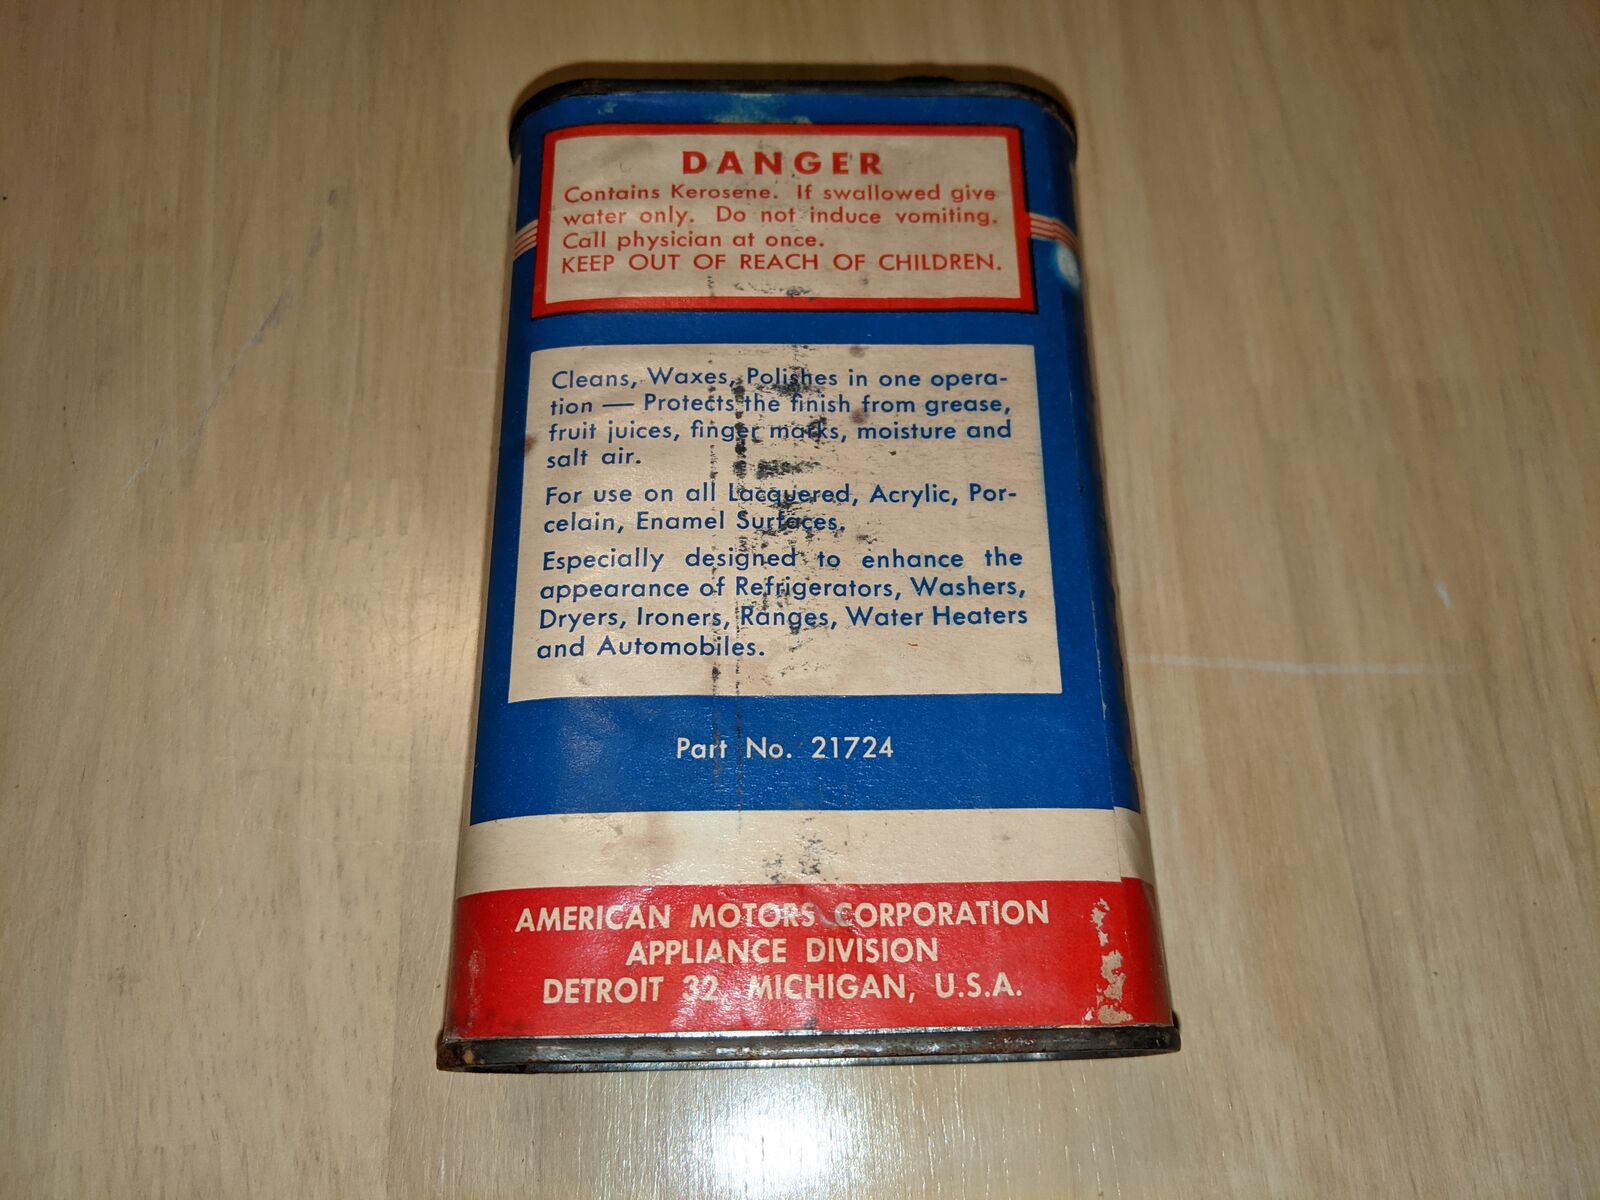 DANGER
Contains Kerosene. If swallowed give
water only. Do not induce vomiting.
Call physician at once.
KEEP OUT OF REACH OF CHILDREN.
Cleans, Waxes, Polishes in one opera-
tion — Protects the finish from grease,
fruit juices, finger marks, moisture and
salt air.
For use on all Lacquered, Acrylic, Por-
celain, Enamel Surfaces.
Especially designed to enhance the
appearance of Refrigerators, Washers,
Dryers, Ironers, Ranges, Water Heaters
and Automobiles.
Part No. 21724
AMERICAN MOTORS CORPORATION
APPLIANCE DIVISION
DETROIT 32, MICHIGAN, U.S.A.